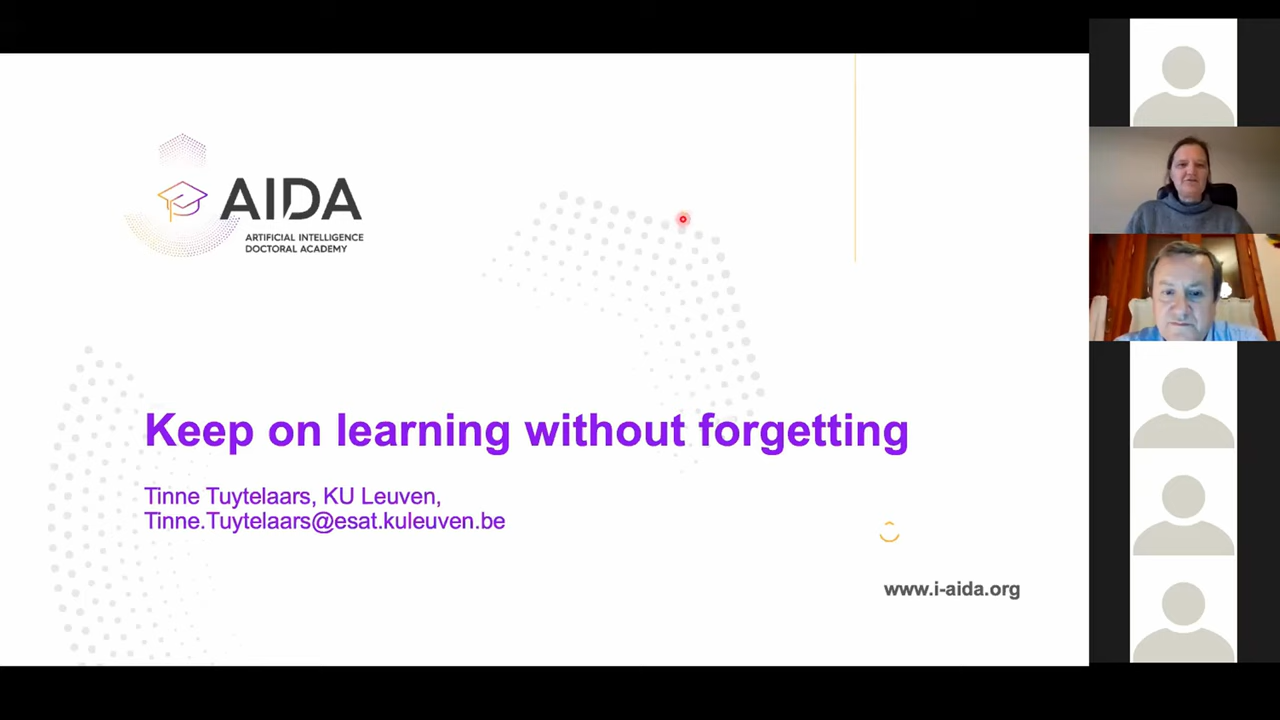 AIDA
ARTIFICIAL INTELLIGENCE
DOCTORAL ACADEMY
Keep on learning without forgetting
Tinne Tuytelaars, KU Leuven,
Tinne.Tuytelaars@esat.kuleuven.be
www.i-aida.org